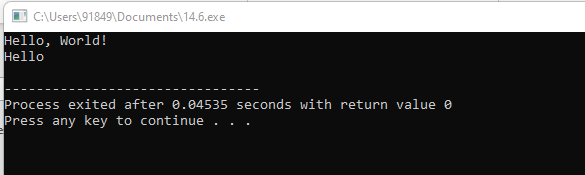 C:\Users\91849\Documents\14.6.exe
Hello, World!
Hello
--------------------------------
Process exited after 0.04535 seconds with return value 0
Press any key to continue . . .